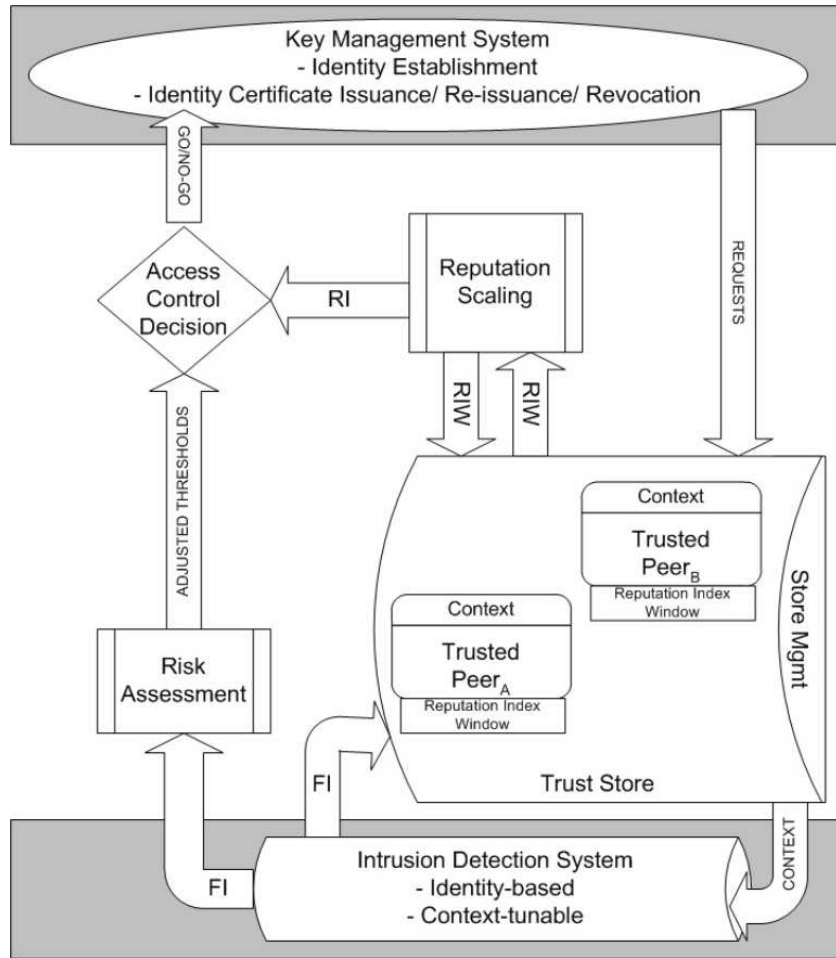 Key Management System
- Identity Establishment
- Identity Certificate Issuance/ Re-issuance/ Revocation
GO/NO-GO
REQUESTS
Access
Control
Decision
RI
Reputation
Scaling
RIW
RIW
ADJUSTED THRESHOLDS
Context
Trusted
PeerB
Reputation Index
Window
Store Mgmt
Context
Trusted
PeerA
Reputation Index
Window
Risk
Assessment
FI
Trust Store
CONTEXT
FI
Intrusion Detection System
- Identity-based
- Context-tunable